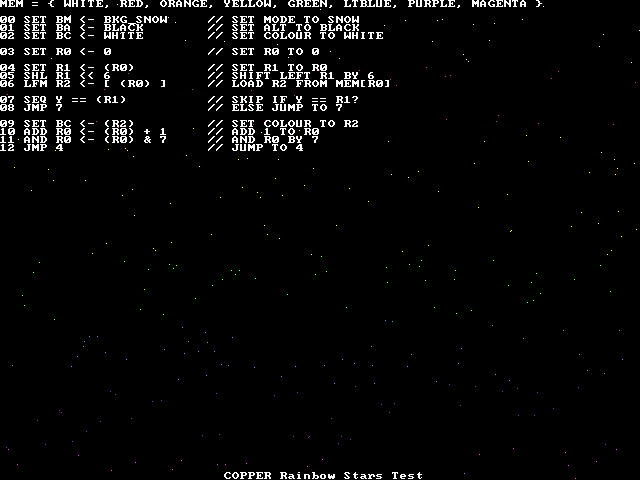 MEM = { WHITE, RED, ORANGE, YELLOW, GREEN, LTBLUE, PURPLE, MAGENTA }
00 SET BM <- BKG_SNOW // SET MODE TO SNOW
01 SET BA <- BLACK // SET ALT TO BLACK
02 SET BC <- WHITE // SET COLOUR TO WHITE
03 SET R0 <- 0 // SET R0 TO 0
04 SET R1 <- (R0) // SET R1 TO R0
05 SHL R1 << 6 // SHIFT LEFT R1 BY 6
06 LFM R2 <- [ (R0) ] // LOAD R2 FROM MEM[R0]
07 SEQ Y == (R1) // SKIP IF Y == R1?
08 JMP 7 // ELSE JUMP TO 7
09 SET BC <- (R2) // SET COLOUR TO R2
10 ADD R0 <- (R0) + 1 // ADD 1 TO R0
11 AND R0 <- (R0) & 7 // AND R0 BY 7
12 JMP 4 // JUMP TO 4
COPPER Rainbow Stars Test